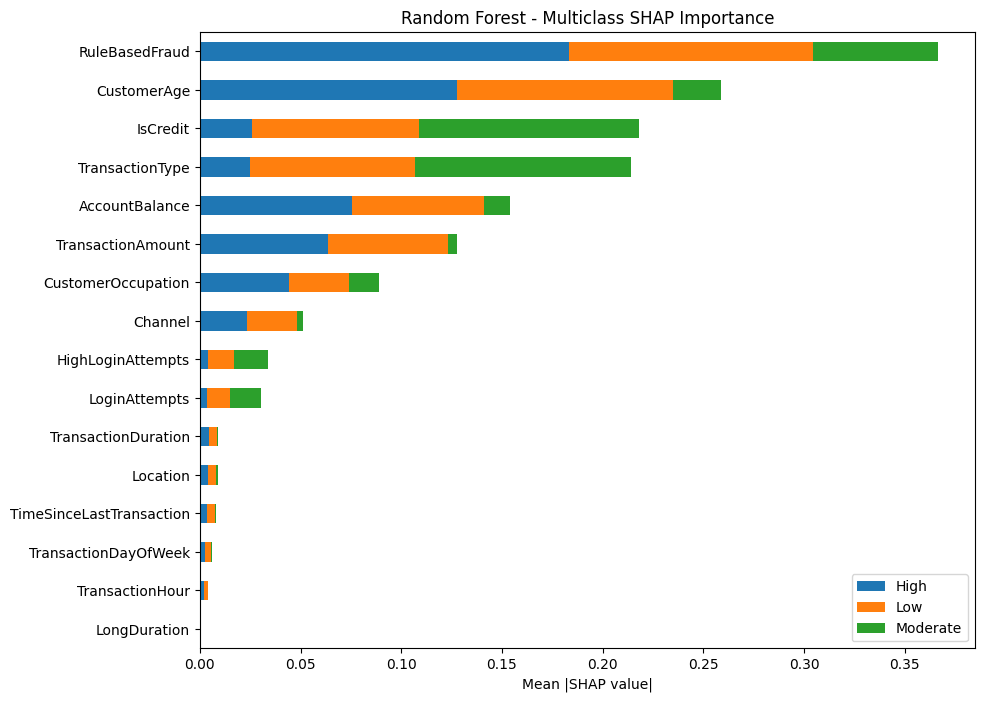 Random Forest - Multiclass SHAP Importance
RuleBasedFraud
CustomerAge
IsCredit
TransactionType
AccountBalance
TransactionAmount
CustomerOccupation
Channel
HighLoginAttempts
LoginAttempts
TransactionDuration
Location
TimeSinceLastTransaction
TransactionDayOfWeek
TransactionHour
LongDuration
High
Low
Moderate
0.00 0.05 0.10 0.15 0.20 0.25 0.30 0.35
Mean |SHAP value|